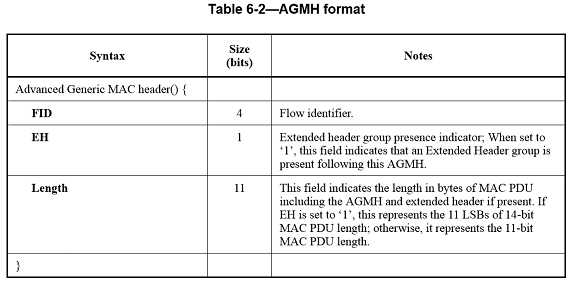 Table 6-2—AGMH format
Syntax
Size
(bits)
Notes
Advanced Generic MAC header() {
FID
4
Flow identifier.
EH
1
Extended header group presence indicator; When set to
‘1’, this field indicates that an Extended Header group is
present following this AGMH.
Length
11
This field indicates the length in bytes of MAC PDU
including the AGMH and extended header if present. If
EH is set to ‘1’, this represents the 11 LSBs of 14-bit
MAC PDU length; otherwise, it represents the 11-bit
MAC PDU length.
}